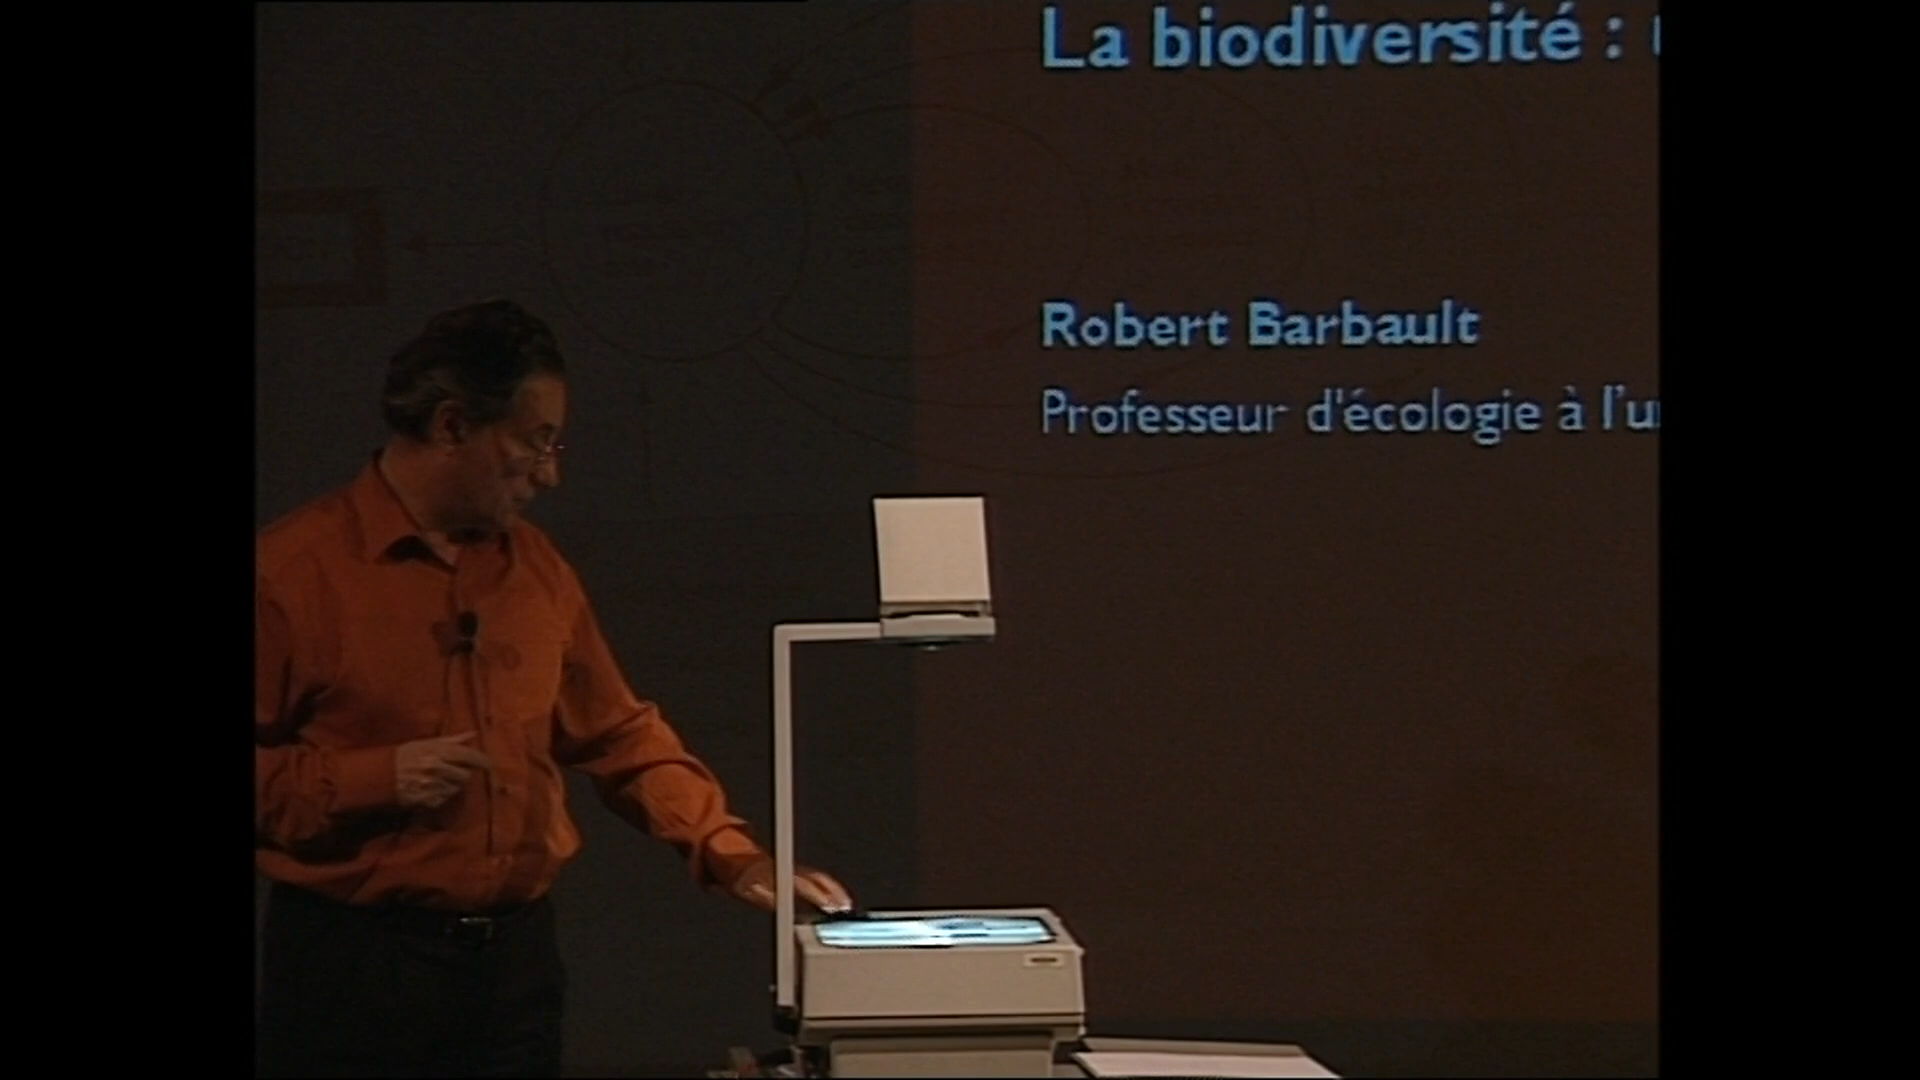 La biodiversité :
Robert Barbault
Professeur d'écologie à l'u